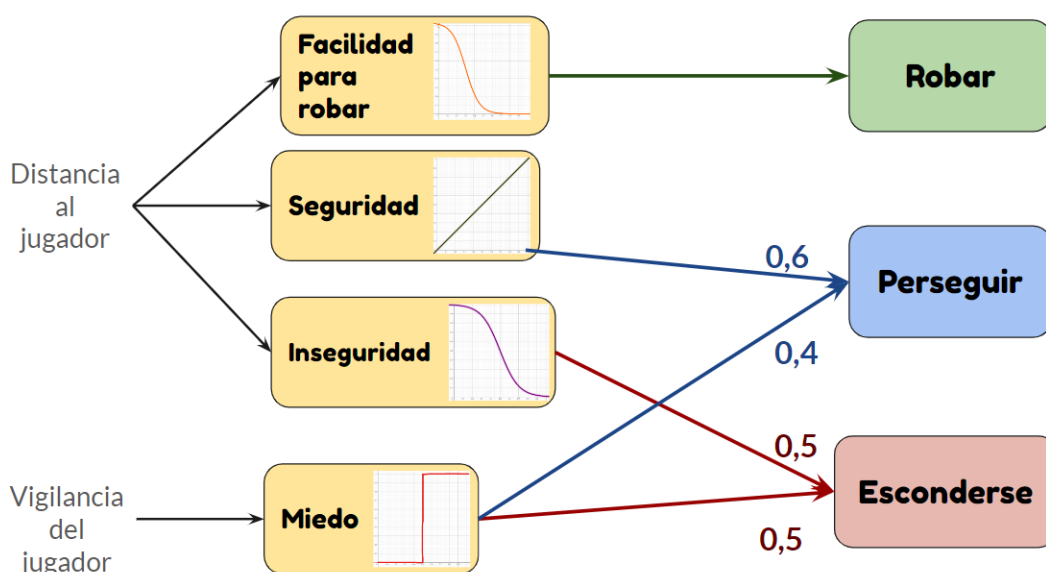 Distancia
al
jugador
Vigilancia
del
jugador
Facilidad
para
robar
Seguridad
Inseguridad
Miedo
0,6
0,4
0,5
0,5
Robar
Perseguir
Esconderse